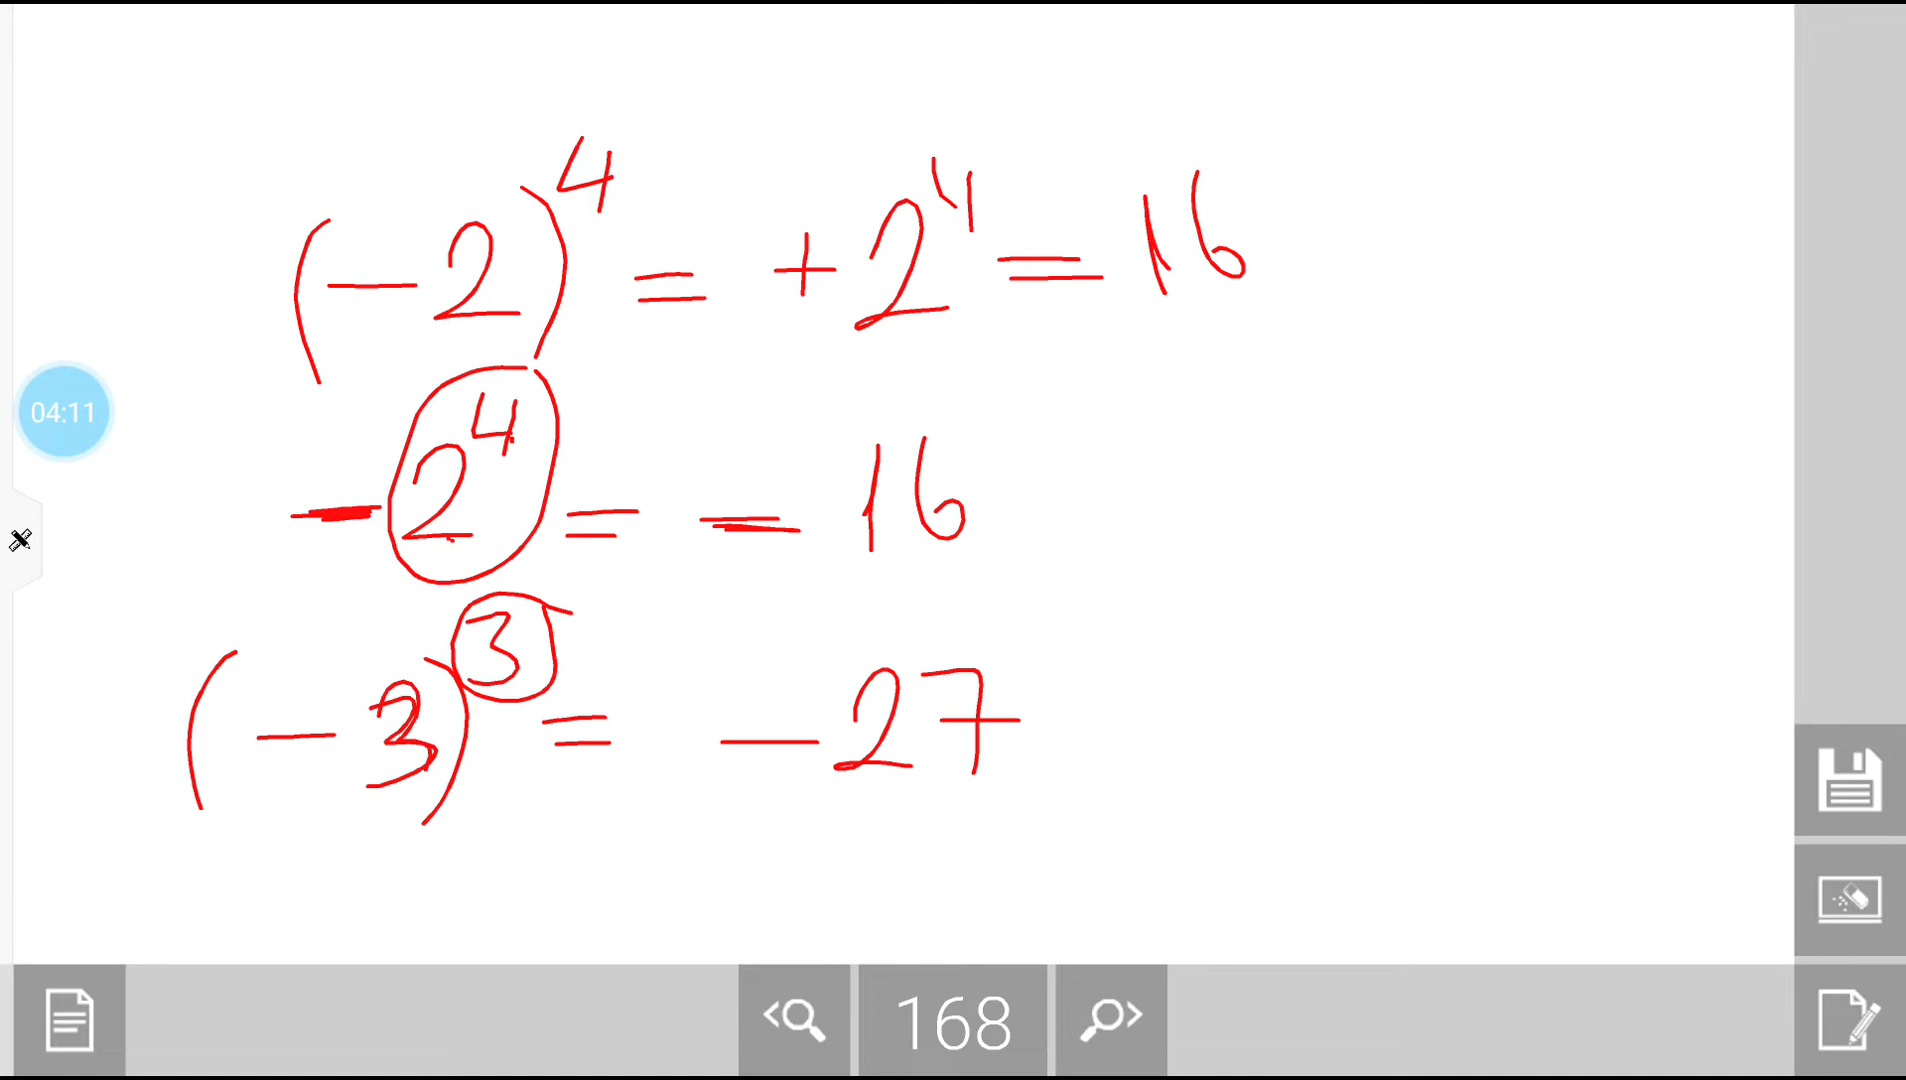 (-2)⁴ = +2⁴ = 16
04:11
-2⁴ = -16
(-3)³ = -27
168